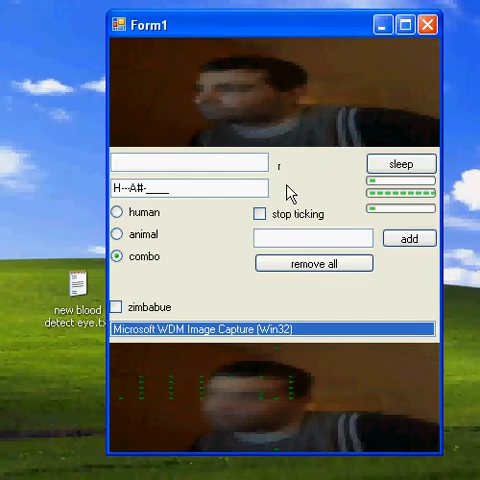 Form1
r
sleep
H--A#-____
human
stop ticking
animal
add
combo
remove all
new blood
detect eye.tx
zimbabue
Microsoft WDM Image Capture (Win32)